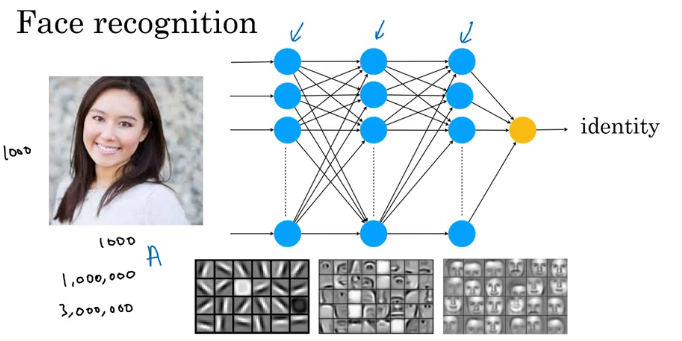 Face recognition
1000
identity
1000
A
1,000,000
3,000,000